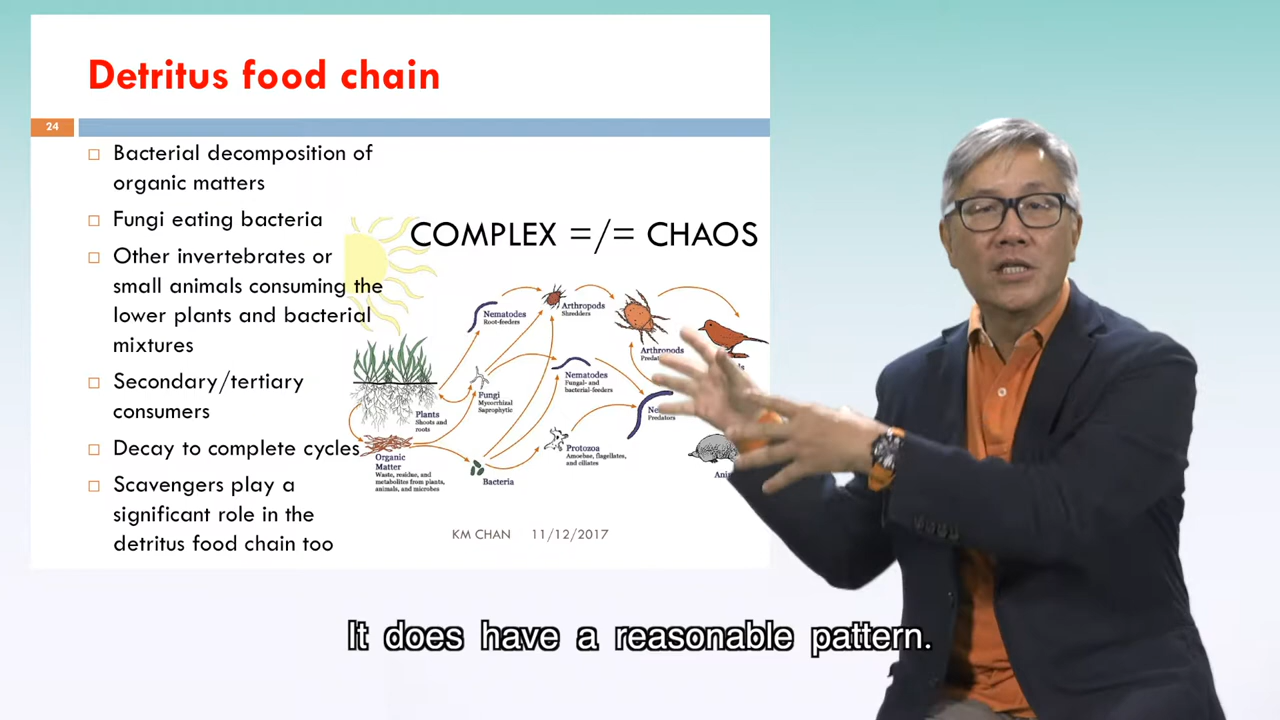 Detritus food chain
24
Bacterial decomposition of
organic matters
Fungi eating bacteria
Other invertebrates or
small animals consuming the
lower plants and bacterial
mixtures
Secondary/tertiary
consumers
Decay to complete cycles
Scavengers play a
significant role in the
detritus food chain too
COMPLEX =/= CHAOS
Nematodes
Root-feeders
Arthropods
Shredders
Arthropods
Nematodes
Fungal- and
bacterial-feeders
Fungi
Mycorrhizal
Saprophytic
Plants
Shoots and
roots
Predators
Protozoa
Amoebae, flagellates,
and ciliates
Organic
Matter
Waste, residue, and
metabolites from plants,
animals, and microbes
Bacteria
KM CHAN 11/12/2017
It does have a reasonable pattern.